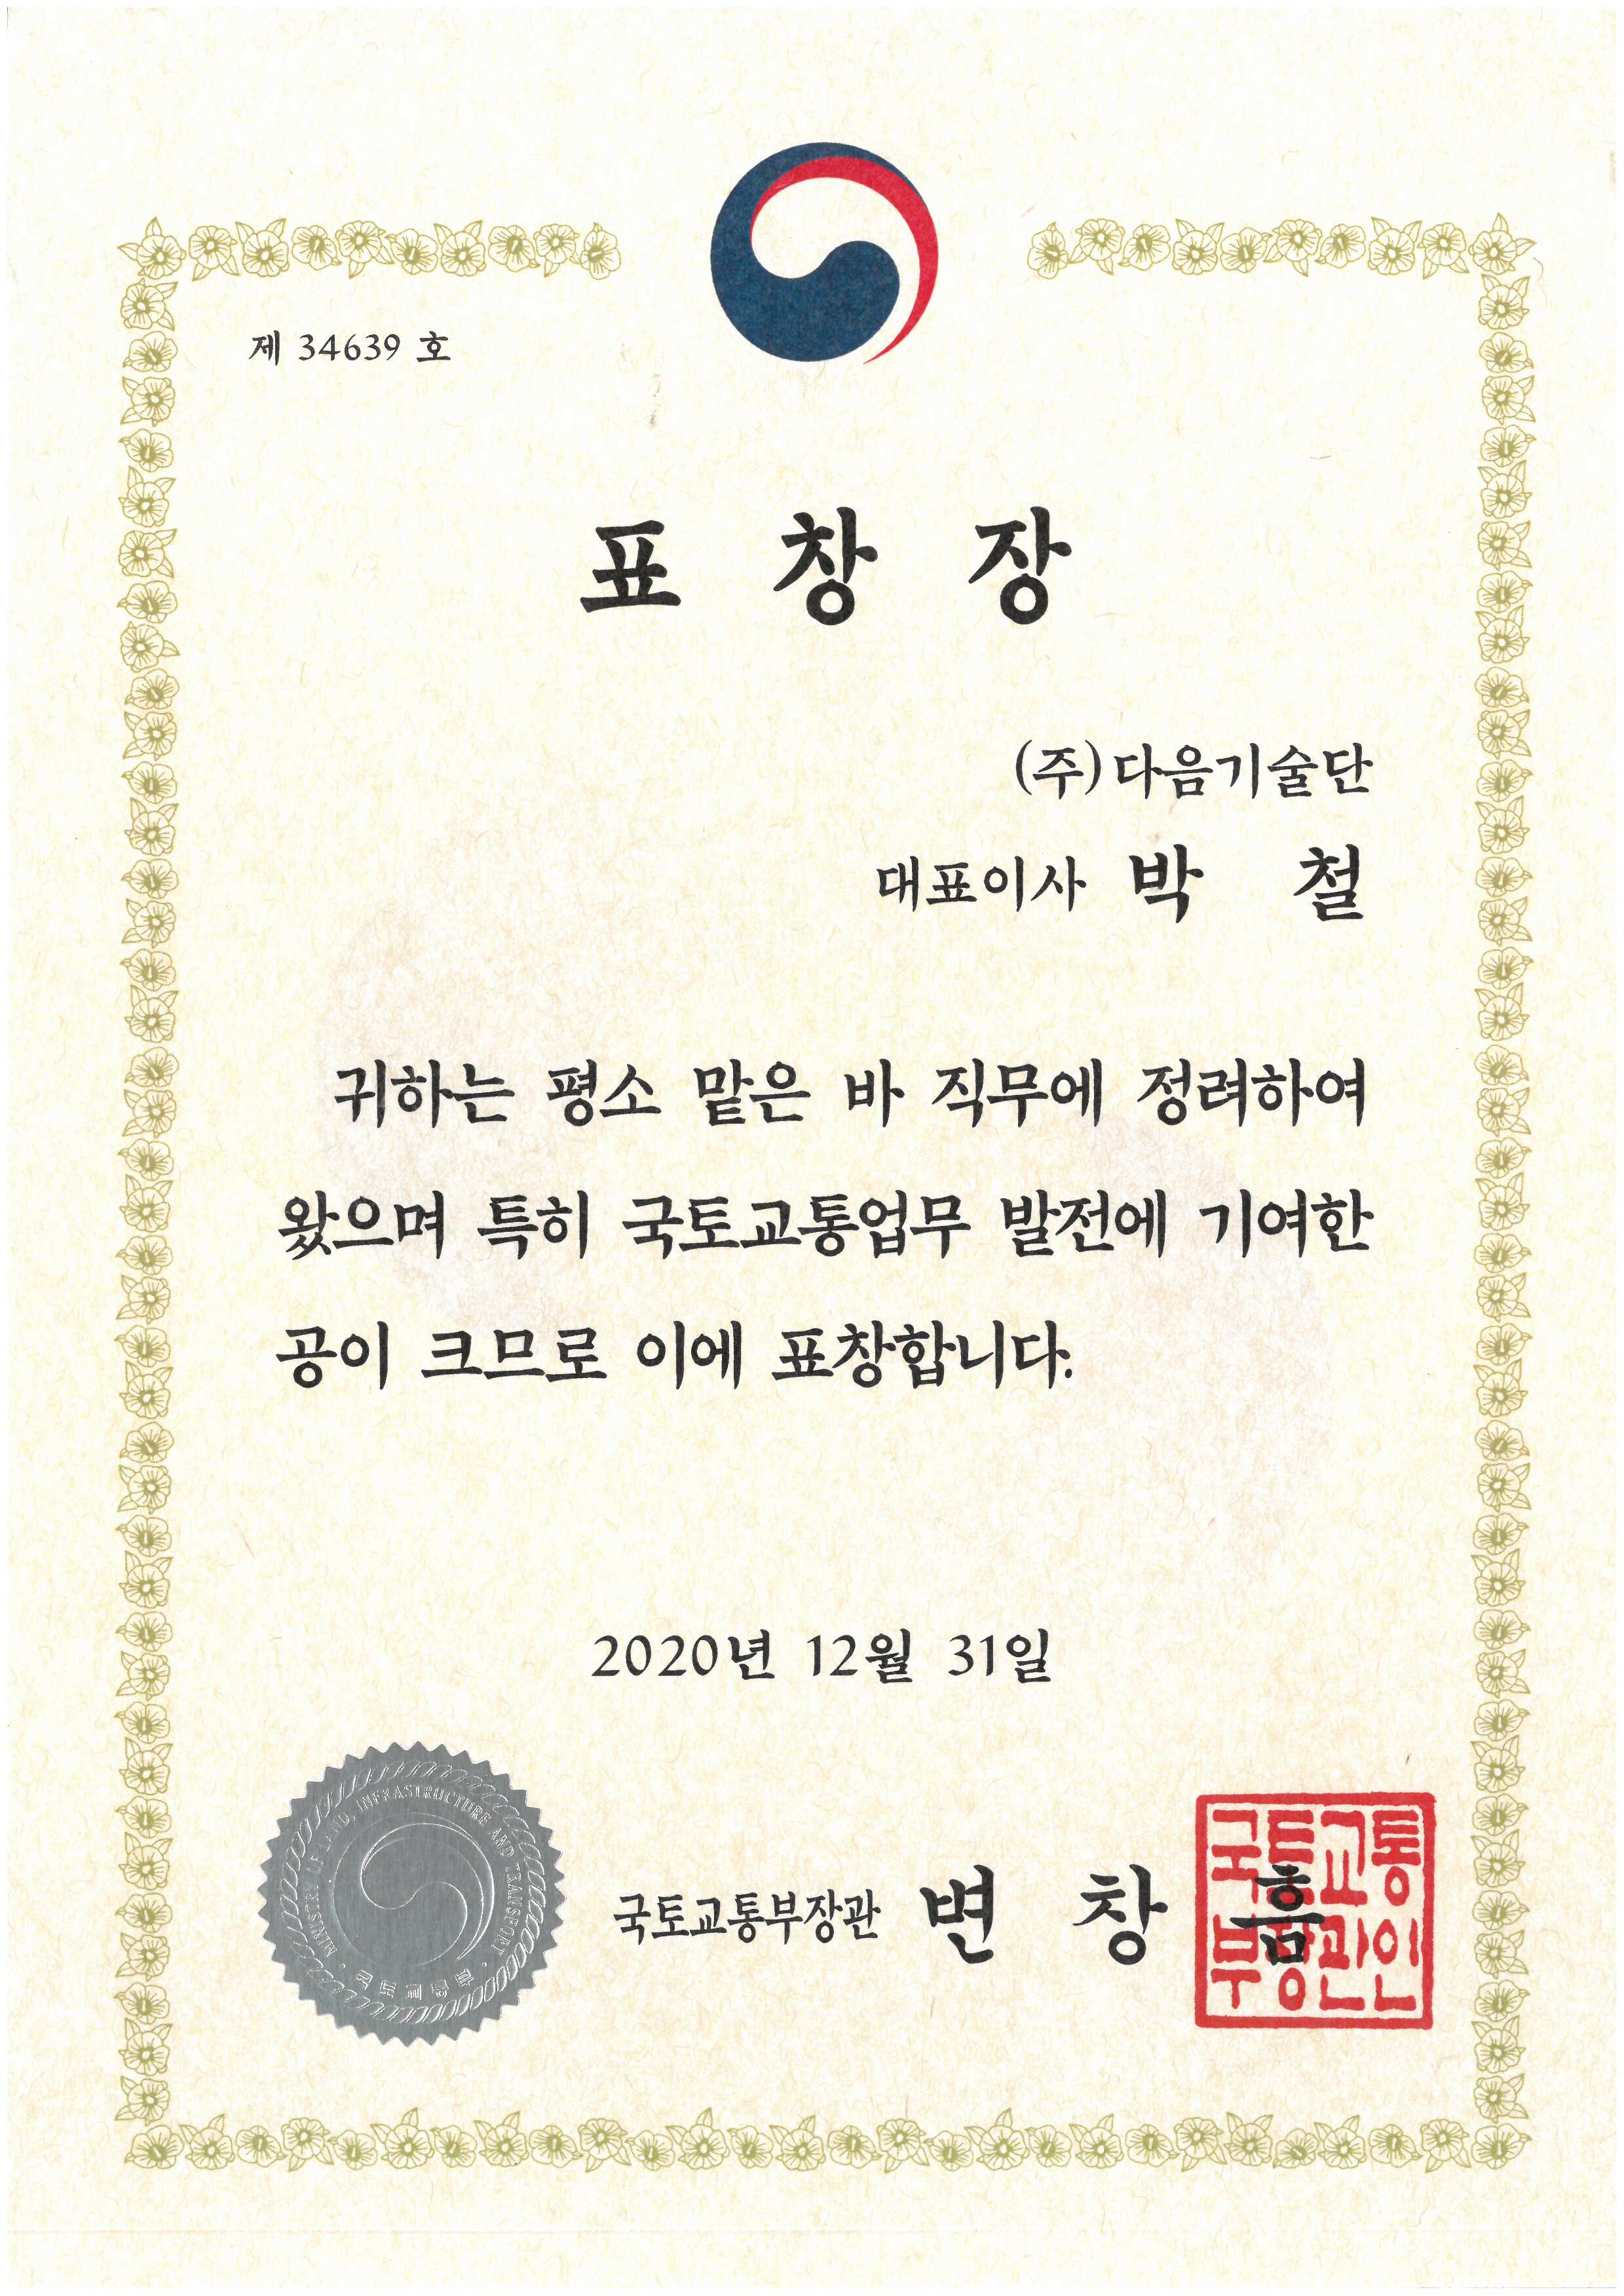 제 34639 호
표 창 장
(주)다음기술단
대표이사 박 철
귀하는 평소 맡은 바 직무에 정려하여
왔으며 특히 국토교통업무 발전에 기여한
공이 크므로 이에 표창합니다.
2020년 12월 31일
MINISTRY OF LAND, INFRASTRUCTURE AND TRANSPORT
국토교통부
국토교통부장관 변 창 흠
국토교통
부장관인